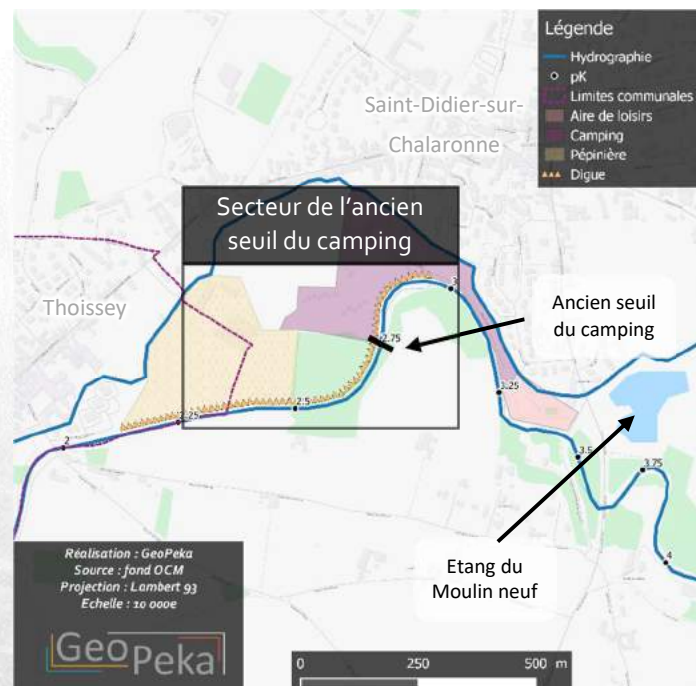 Légende
Hydrographie
pK
Limites communales
Aire de loisirs
Camping
Pépinière
Digue
Saint-Didier-sur-
Chalaronne
Secteur de l'ancien
seuil du camping
Thoissey
Ancien seuil
du camping
3
2.75
3.25
2.5
2.25
2
3.5
3.75
4
Etang du
Moulin neuf
Réalisation : GeoPeka
Source : fond OCM
Projection : Lambert 93
Echelle : 10 000e
GeoPeka
0 250 500 m